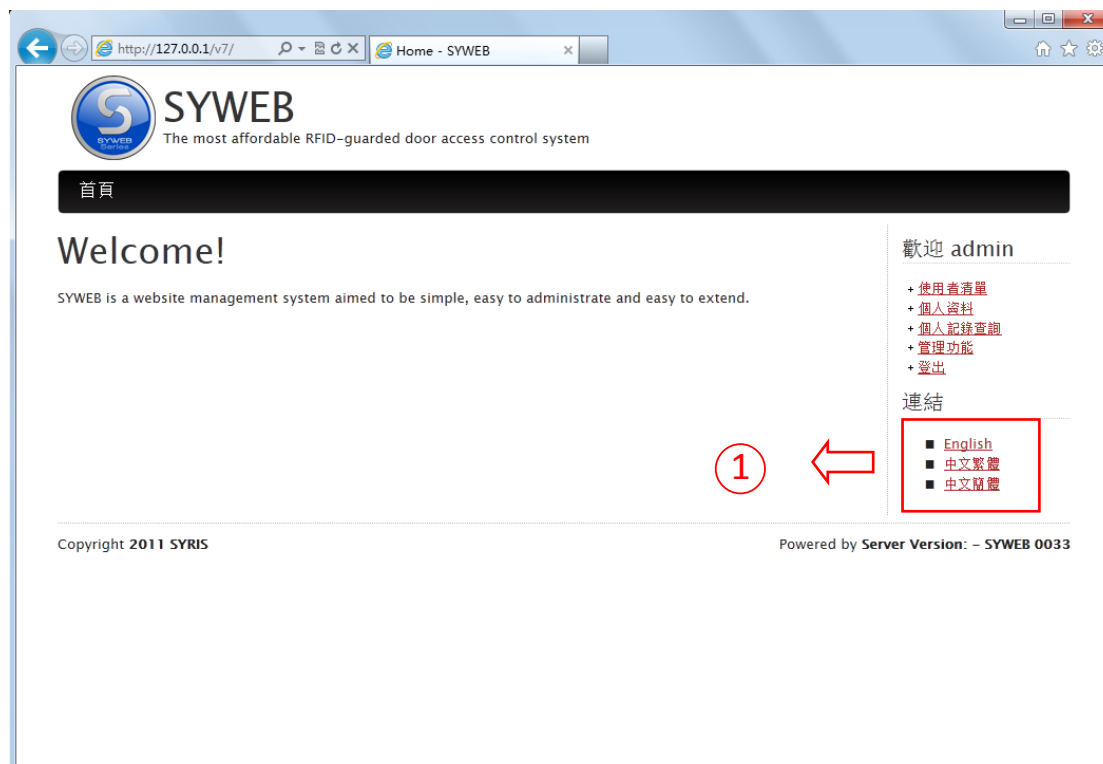 http://127.0.0.1/v7/
Home - SYWEB
SYWEB
Series
SYWEB
The most affordable RFID-guarded door access control system
首頁
Welcome!
SYWEB is a website management system aimed to be simple, easy to administrate and easy to extend.
歡迎 admin
+ 使用者清單
+ 個人資料
+ 個人記錄查詢
+ 管理功能
+ 登出
連結
■ English
■ 中文繁體
■ 中文簡體
1
Copyright 2011 SYRIS
Powered by Server Version: – SYWEB 0033